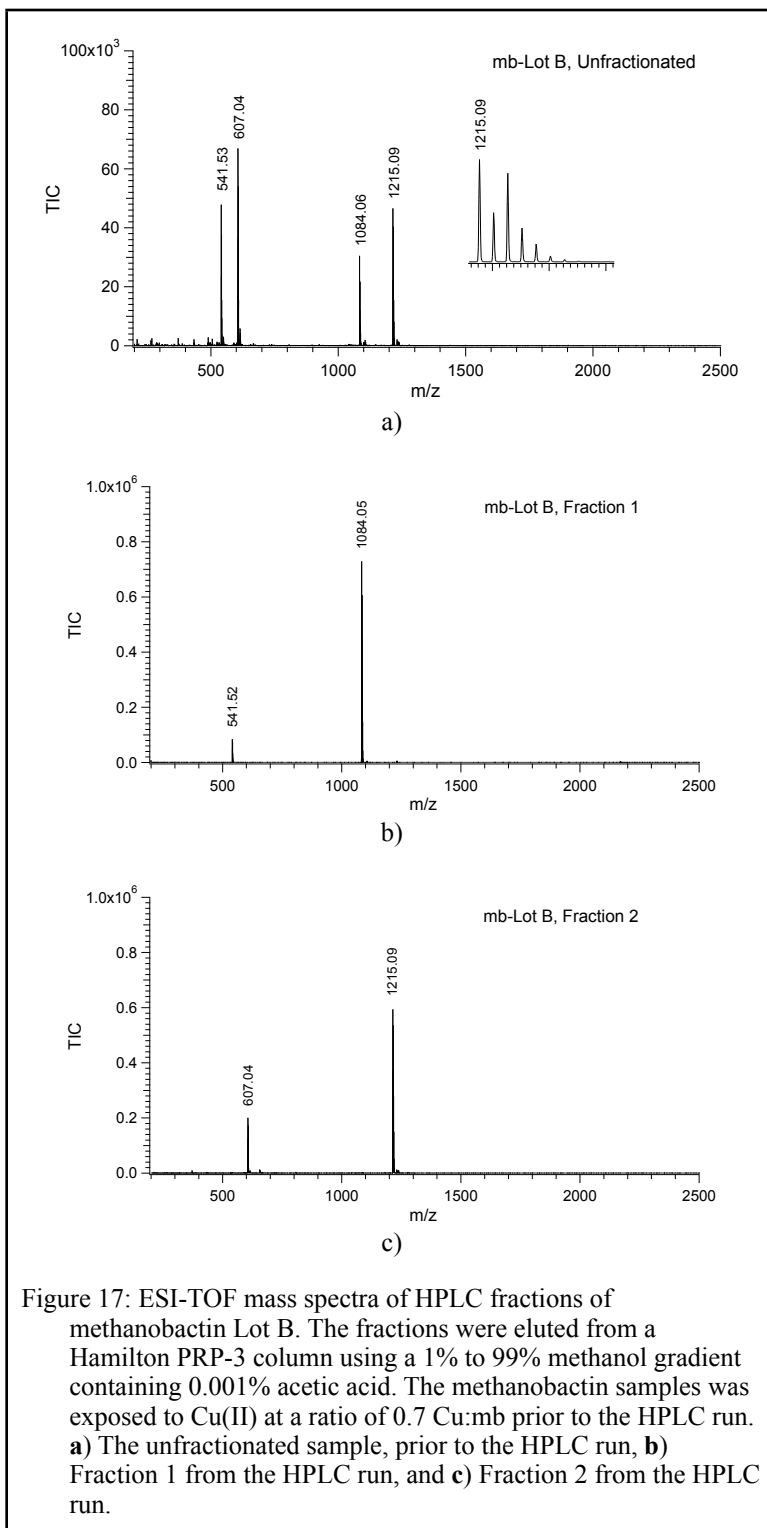 100x10³
mb-Lot B, Unfractionated
1215.09
607.04
80
541.53
1215.09
60
1084.06
TIC
40
20
0
500 1000 1500 2000 2500
m/z
a)
1.0x10⁶
mb-Lot B, Fraction 1
1084.05
0.8
0.6
TIC
0.4
541.52
0.2
0.0
500 1000 1500 2000 2500
m/z
b)
1.0x10⁶
mb-Lot B, Fraction 2
1215.09
0.8
0.6
TIC
0.4
607.04
0.2
0.0
500 1000 1500 2000 2500
m/z
c)
Figure 17: ESI-TOF mass spectra of HPLC fractions of
methanobactin Lot B. The fractions were eluted from a
Hamilton PRP-3 column using a 1% to 99% methanol gradient
containing 0.001% acetic acid. The methanobactin samples was
exposed to Cu(II) at a ratio of 0.7 Cu:mb prior to the HPLC run.
a) The unfractionated sample, prior to the HPLC run, b)
Fraction 1 from the HPLC run, and c) Fraction 2 from the HPLC
run.